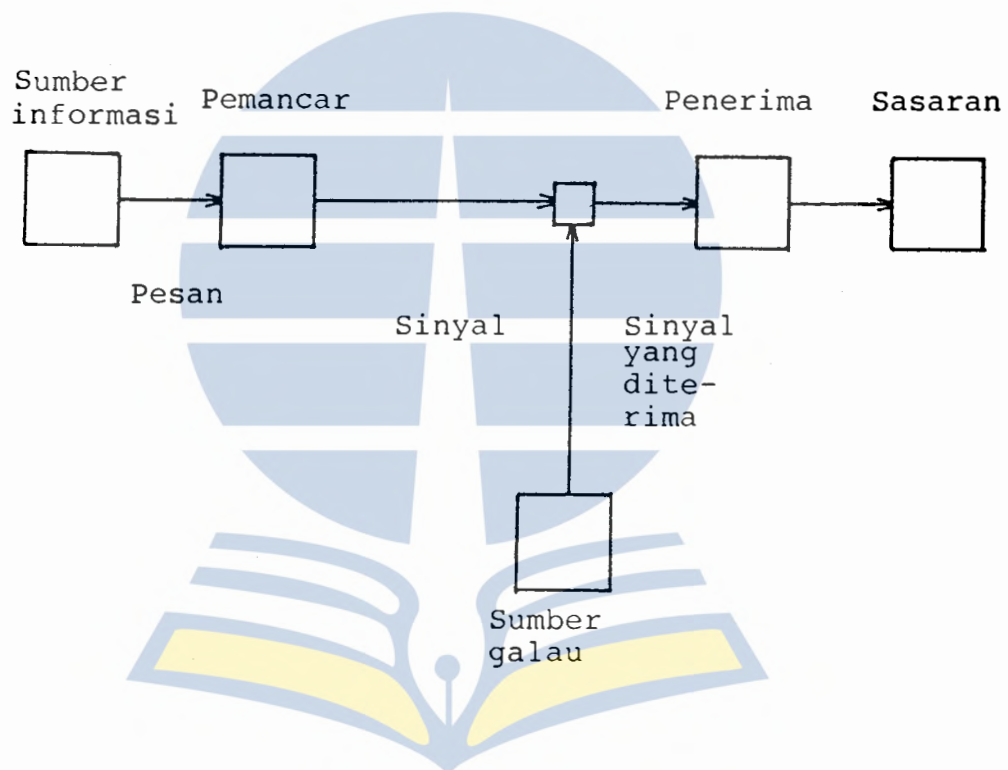 Sumber
informasi
Pemancar
Penerima
Sasaran
Pesan
Sinyal
Sinyal
yang
dite-
rima
Sumber
galau